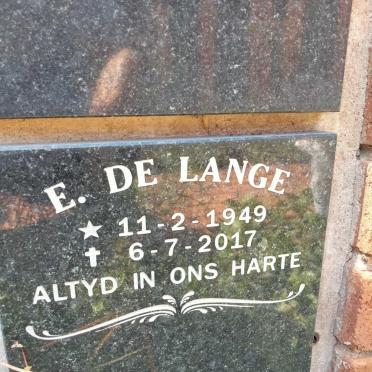 E. DE LANGE
★ 11-2-1949
✝ 6-7-2017
ALTYD IN ONS HARTE